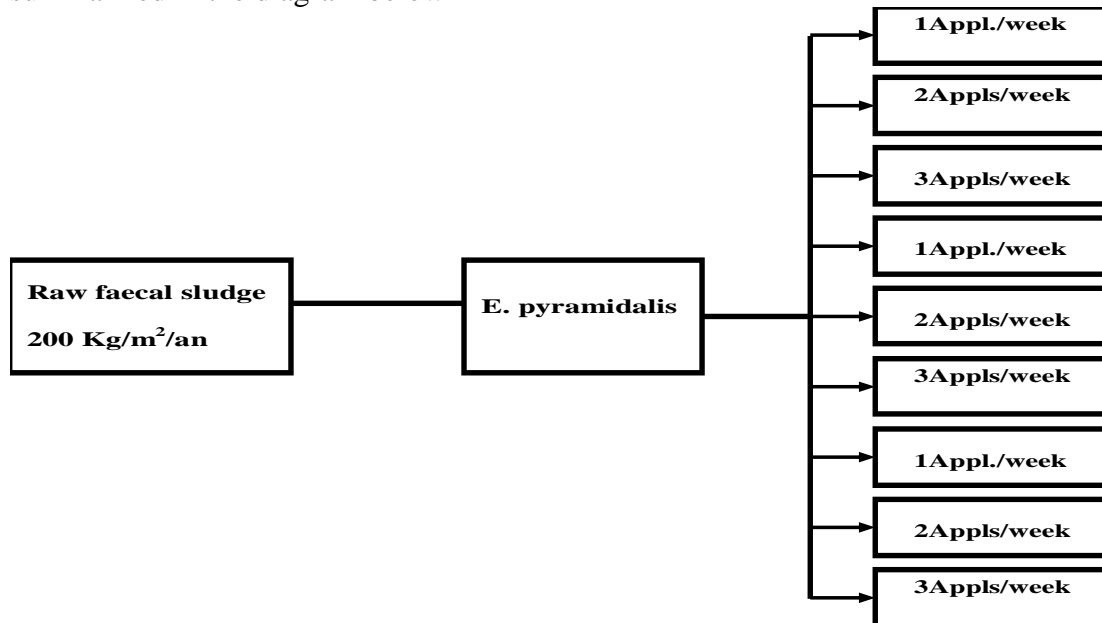 Raw faecal sludge
200 Kg/m²/an
E. pyramidalis
1Appl./week
2Appls/week
3Appls/week
1Appl./week
2Appls/week
3Appls/week
1Appl./week
2Appls/week
3Appls/week